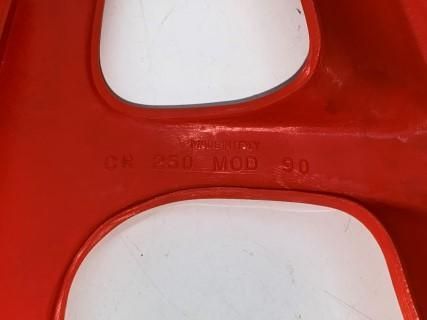 MADE IN ITALY
CR 250 MOD 90